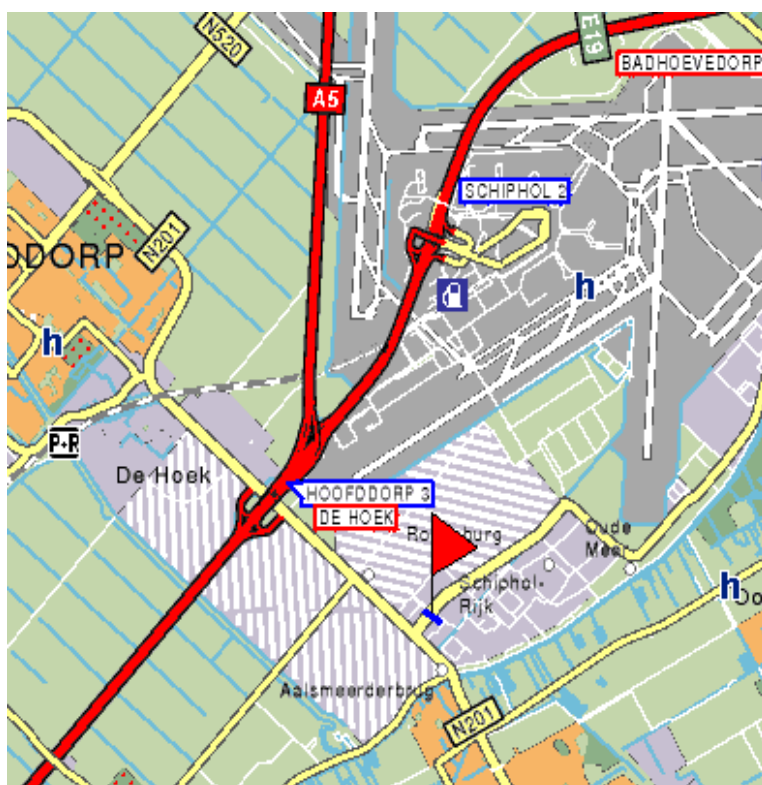 N520
E19
BADHOEVEDORP
A5
SCHIPHOL 2
N201
DDORP
h
h
P+R
De Hoek
HOOFDDORP 3
DE HOEK
Oude
Meer
Schiphol-
Rijk
h
Aalsmeerderbrug
N201